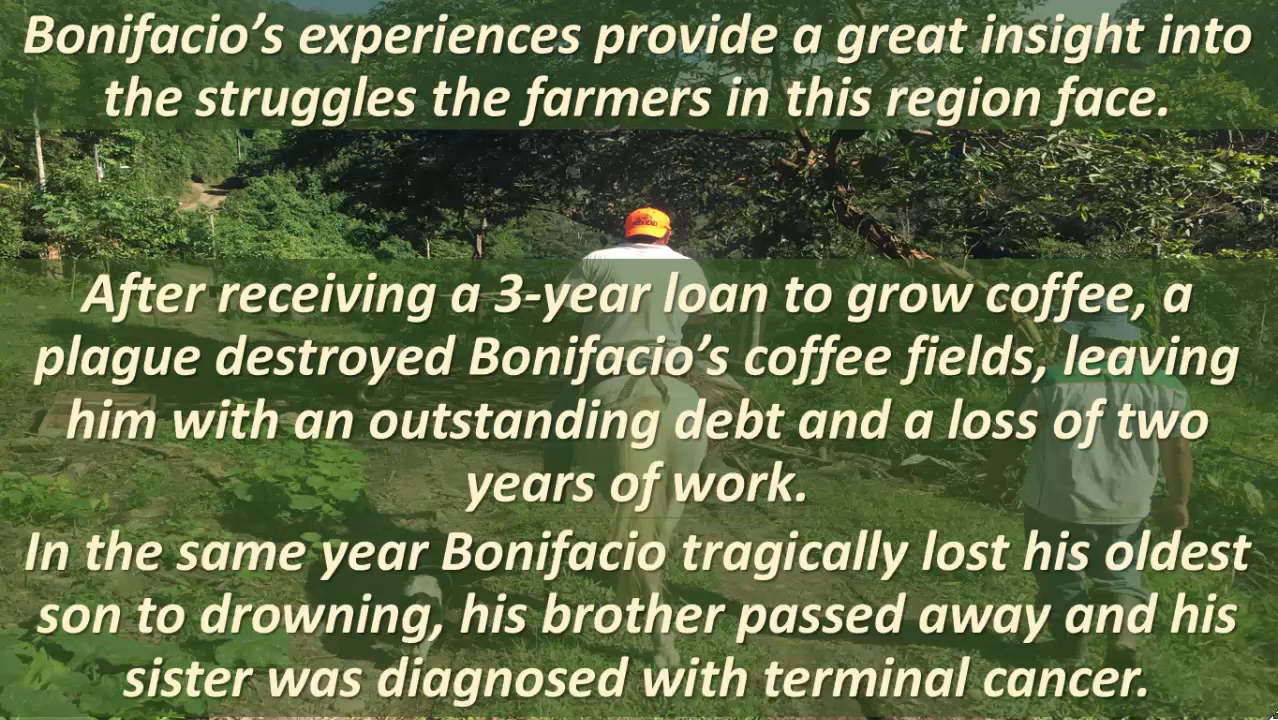 Bonifacio’s experiences provide a great insight into
the struggles the farmers in this region face.
After receiving a 3-year loan to grow coffee, a
plague destroyed Bonifacio’s coffee fields, leaving
him with an outstanding debt and a loss of two
years of work.
In the same year Bonifacio tragically lost his oldest
son to drowning, his brother passed away and his
sister was diagnosed with terminal cancer.